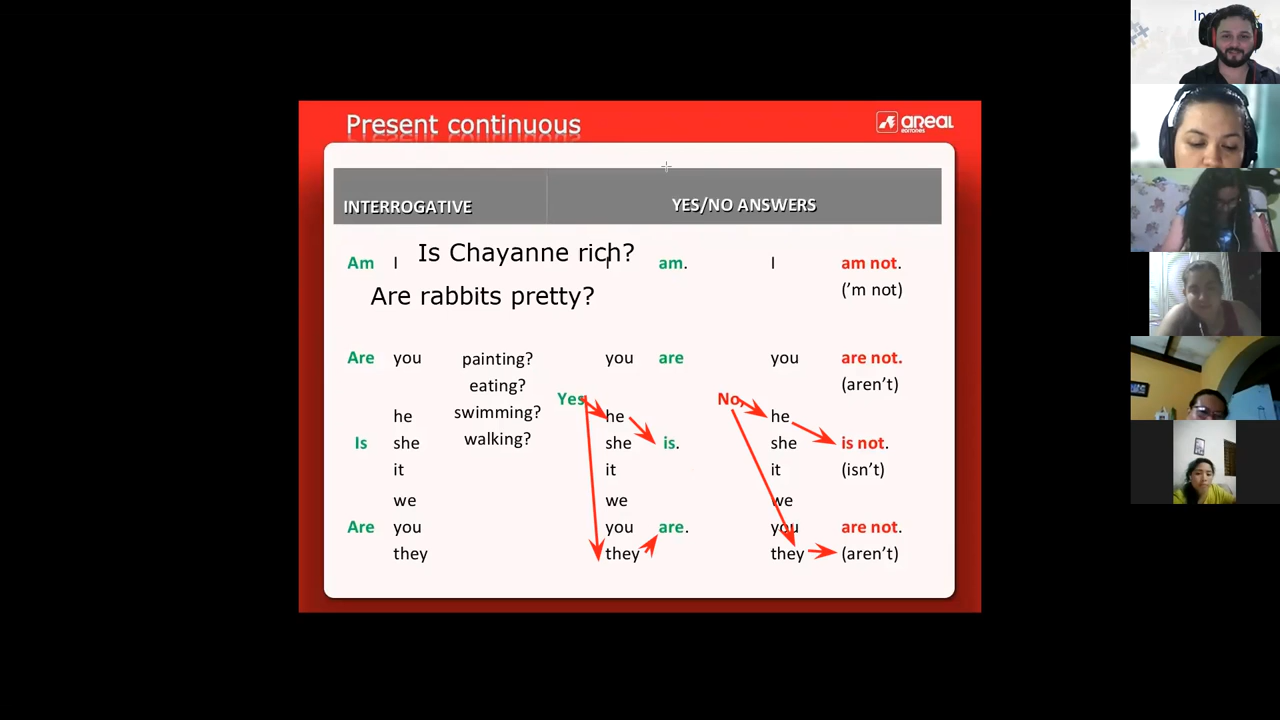 Present continuous
AREAL
EDITORES
INTERROGATIVE YES/NO ANSWERS
Is Chayanne rich?
Am I I am. I am not.
('m not)
Are rabbits pretty?
Are you painting? you are you are not.
eating? (aren't)
Yes, No,
he swimming? he he
Is she walking? she is. she is not.
it it it (isn't)
we we we
Are you you are. you are not.
they they they (aren't)